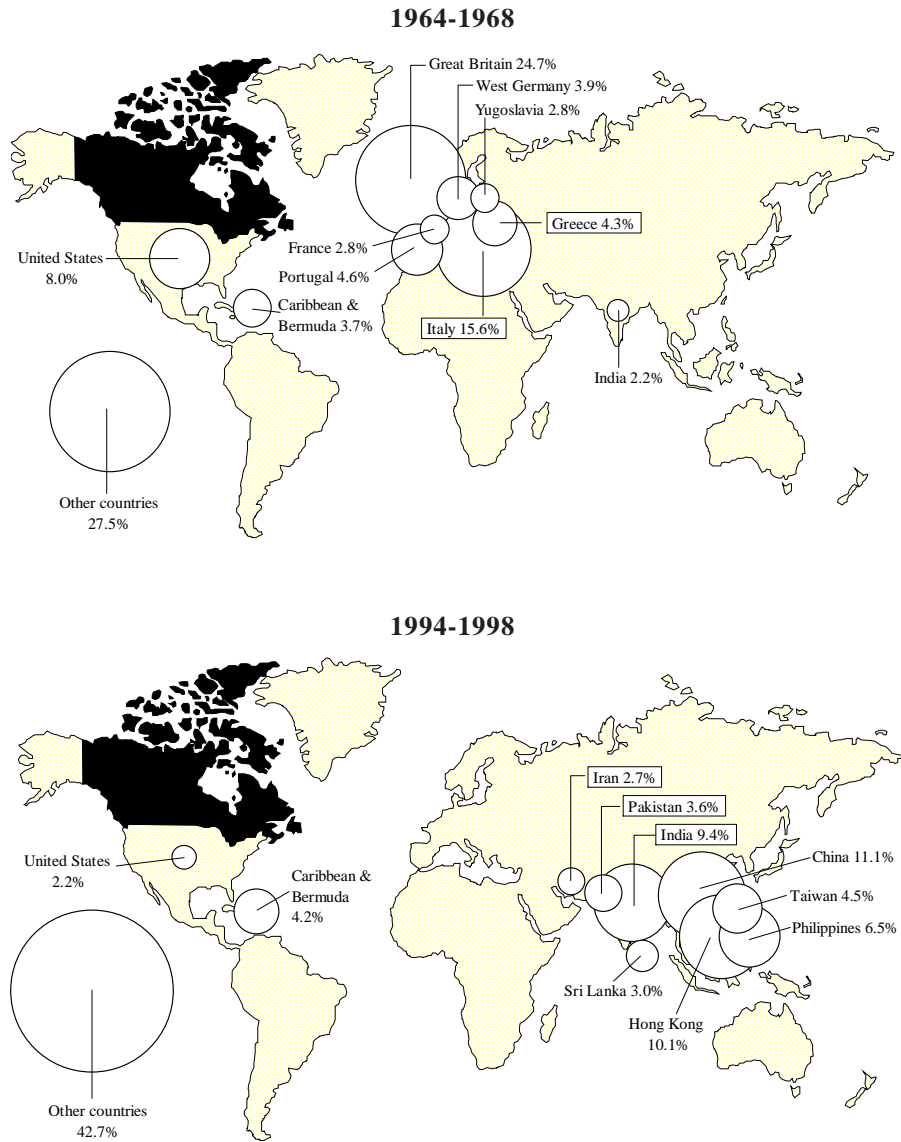 1964-1968
Great Britain 24.7%
West Germany 3.9%
Yugoslavia 2.8%
Greece 4.3%
France 2.8%
United States
8.0%
Portugal 4.6%
Caribbean &
Bermuda 3.7%
Italy 15.6%
India 2.2%
Other countries
27.5%
1994-1998
Iran 2.7%
Pakistan 3.6%
India 9.4%
China 11.1%
United States
2.2%
Caribbean &
Bermuda
4.2%
Taiwan 4.5%
Philippines 6.5%
Sri Lanka 3.0%
Hong Kong
10.1%
Other countries
42.7%